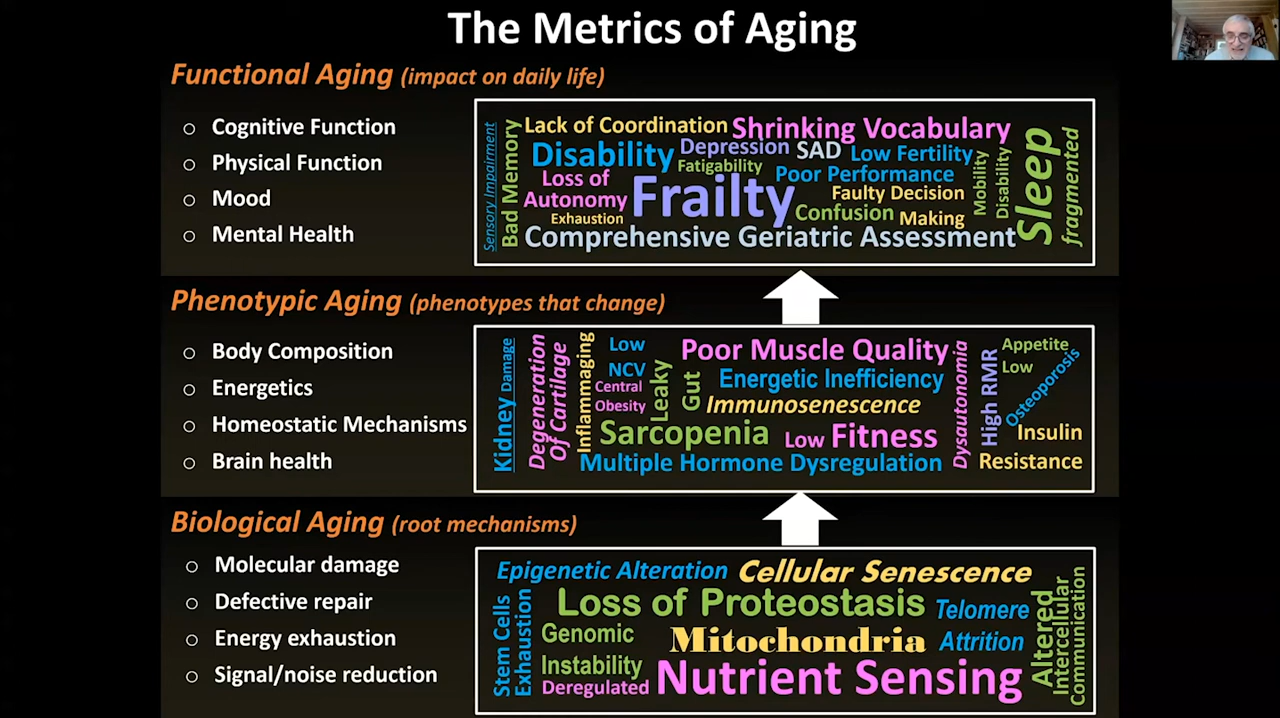 The Metrics of Aging
Functional Aging (impact on daily life)
Cognitive Function
Physical Function
Mood
Mental Health
Sensory Impairment
Bad Memory
Lack of Coordination
Shrinking Vocabulary
Disability
Depression
SAD
Low Fertility
Fatigability
Loss of
Autonomy
Frailty
Poor Performance
Faulty Decision
Making
Exhaustion
Confusion
Mobility
Disability
Sleep
fragmented
Comprehensive Geriatric Assessment
Phenotypic Aging (phenotypes that change)
Body Composition
Energetics
Homeostatic Mechanisms
Brain health
Kidney Damage
Degeneration
Of Cartilage
Inflammaging
Low
NCV
Central
Obesity
Leaky
Gut
Poor Muscle Quality
Energetic Inefficiency
Immunosenescence
Sarcopenia
Low Fitness
Multiple Hormone Dysregulation
Dysautonomia
High RMR
Appetite
Low
Osteoporosis
Insulin
Resistance
Biological Aging (root mechanisms)
Molecular damage
Defective repair
Energy exhaustion
Signal/noise reduction
Epigenetic Alteration
Cellular Senescence
Stem Cells
Exhaustion
Loss of Proteostasis
Telomere
Attrition
Genomic
Instability
Mitochondria
Deregulated
Nutrient Sensing
Altered
Intercellular
Communication